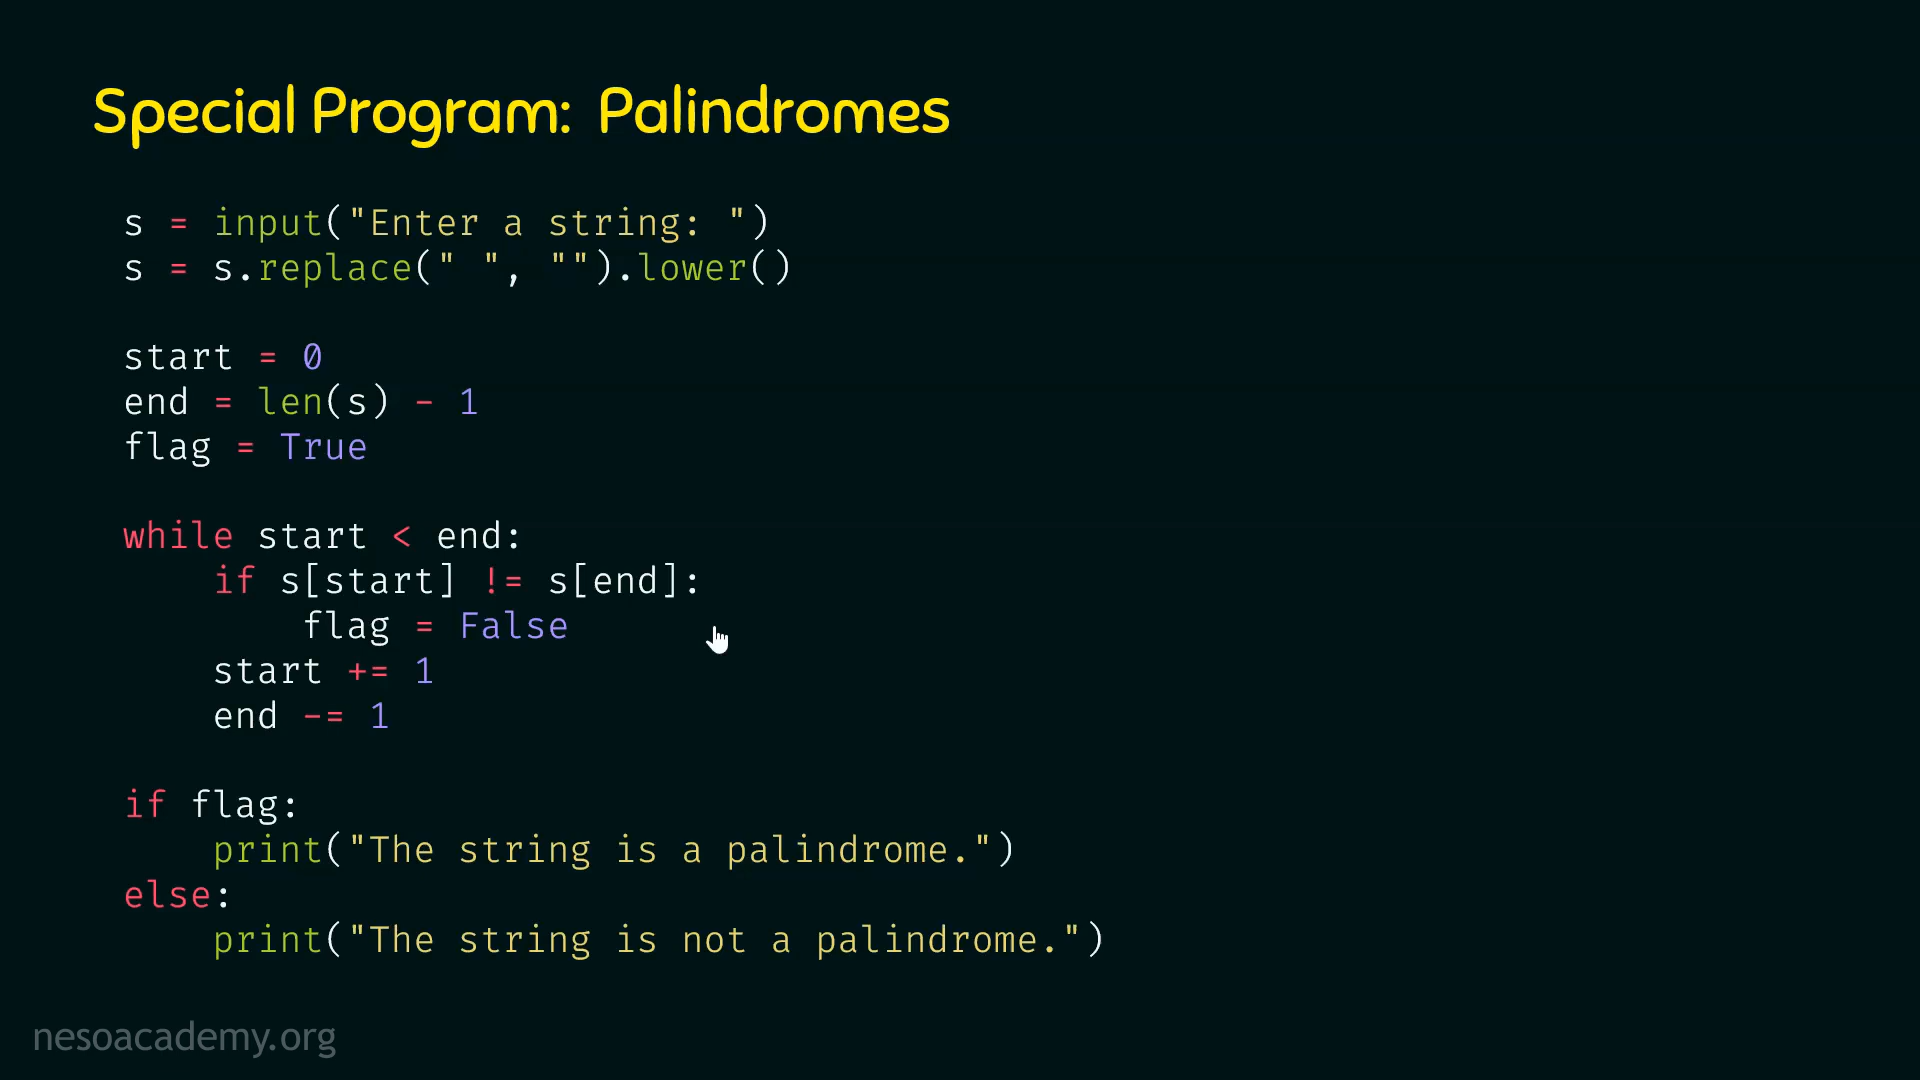 Special Program: Palindromes
s = input("Enter a string: ")
s = s.replace(" ", "").lower()
start = 0
end = len(s) - 1
flag = True
while start < end:
    if s[start] != s[end]:
        flag = False
    start += 1
    end -= 1
if flag:
    print("The string is a palindrome.")
else:
    print("The string is not a palindrome.")
nesoacademy.org